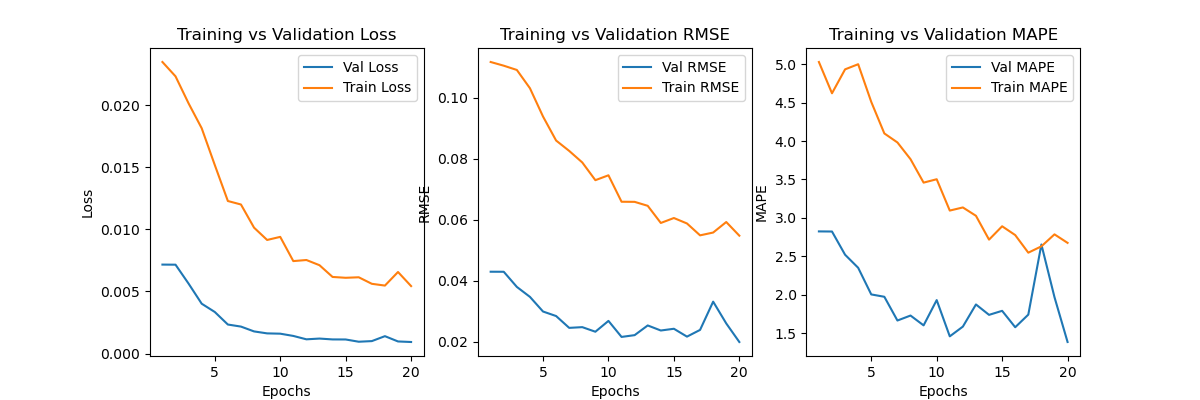 Training vs Validation Loss
Val Loss
Train Loss
0.020
0.015
0.010
0.005
0.000
Loss
5
10
15
20
Epochs
Training vs Validation RMSE
Val RMSE
Train RMSE
0.10
0.08
0.06
0.04
0.02
RMSE
5
10
15
20
Epochs
Training vs Validation MAPE
Val MAPE
Train MAPE
5.0
4.5
4.0
3.5
3.0
2.5
2.0
1.5
MAPE
5
10
15
20
Epochs